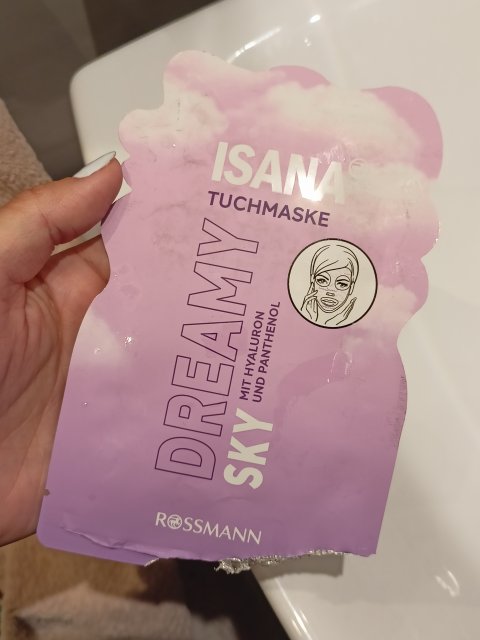 ISANA®
TUCHMASKE
DREAMY
SKY
MIT HYALURON
UND PANTHENOL
ROSSMANN